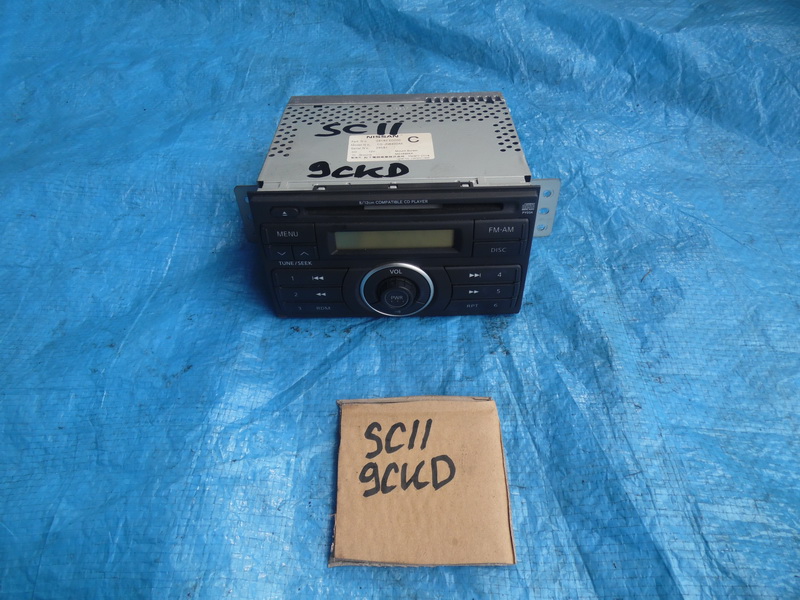 SC11
NISSAN
C
9CKD
8/12cm COMPATIBLE CD PLAYER
MENU
FM·AM
DISC
TUNE/SEEK
VOL
1
4
2
5
PWR
3
RDM
RPT
6
SC11
9CKD